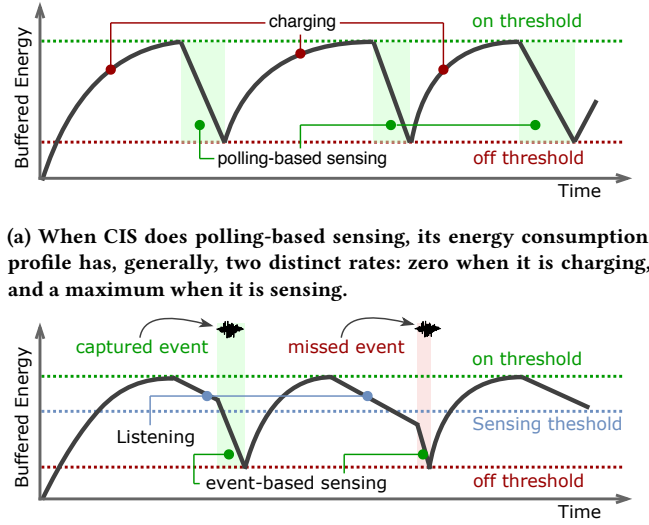 charging
on threshold
Buffered Energy
polling-based sensing
off threshold
Time
(a) When CIS does polling-based sensing, its energy consumption
profile has, generally, two distinct rates: zero when it is charging,
and a maximum when it is sensing.
captured event
missed event
on threshold
Buffered Energy
Sensing theshold
Listening
event-based sensing
off threshold
Time